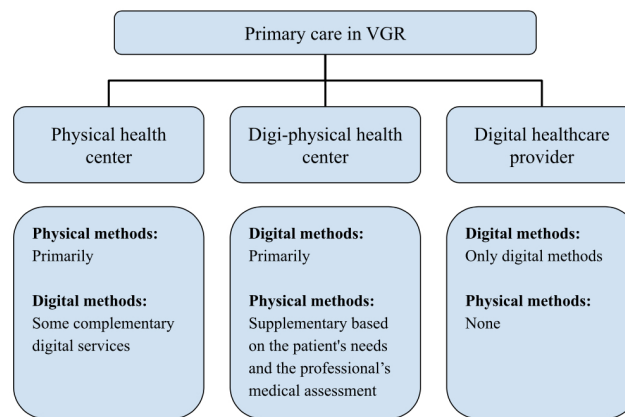 Primary care in VGR
Physical health
center
Digi-physical health
center
Digital healthcare
provider
Physical methods:
Primarily
Digital methods:
Some complementary
digital services
Digital methods:
Primarily
Physical methods:
Supplementary based
on the patient's needs
and the professional’s
medical assessment
Digital methods:
Only digital methods
Physical methods:
None